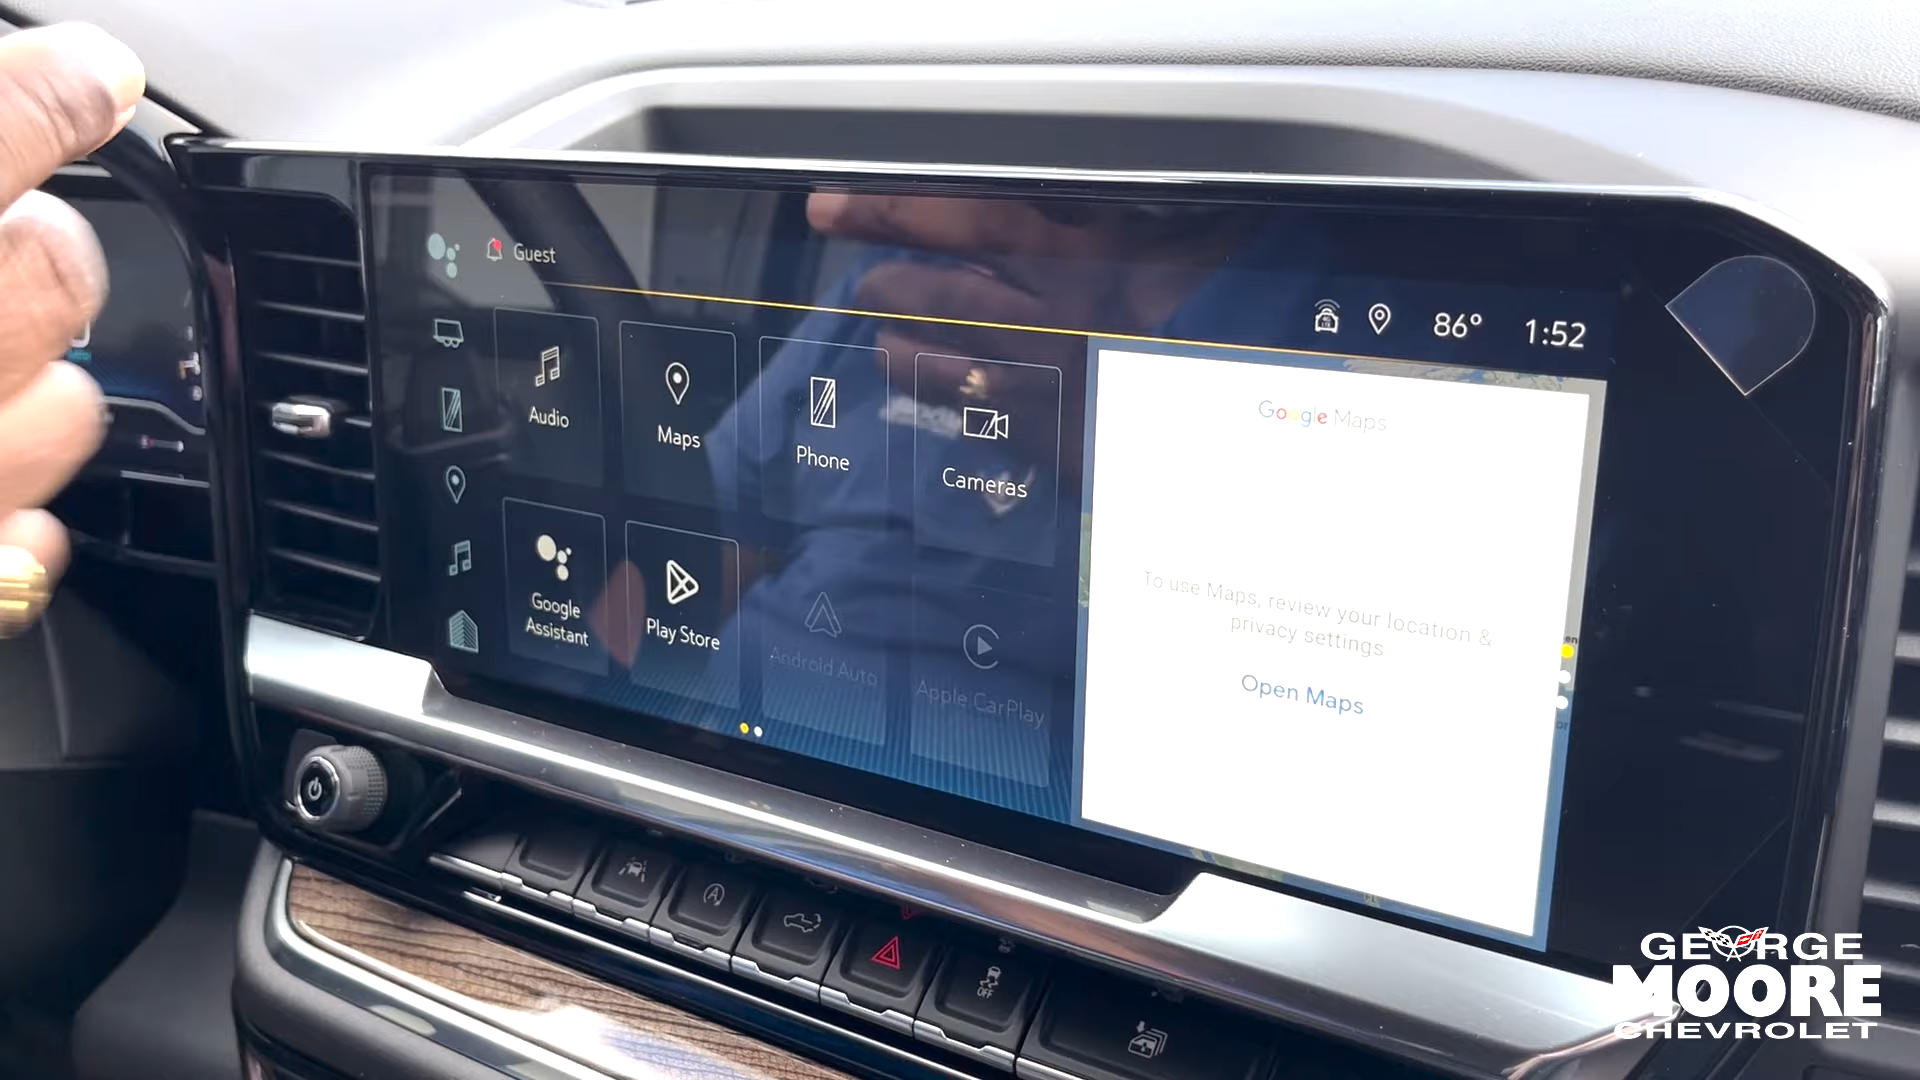 Guest
86° 1:52
Audio
Maps
Phone
Cameras
Google
Assistant
Play Store
Android Auto
Apple CarPlay
Google Maps
To use Maps, review your location &
privacy settings
Open Maps
OFF
GEORGE
MOORE
CHEVROLET